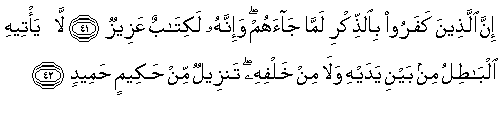 إِنَّ ٱلَّذِينَ كَفَرُوا۟ بِٱلذِّكْرِ لَمَّا جَآءَهُمْ ۖ وَإِنَّهُۥ لَكِتَـٰبٌ عَزِيزٌ ﴿٤١﴾ لَّا يَأْتِيهِ
ٱلْبَـٰطِلُ مِنۢ بَيْنِ يَدَيْهِ وَلَا مِنْ خَلْفِهِۦ ۖ تَنزِيلٌ مِّنْ حَكِيمٍ حَمِيدٍ ﴿٤٢﴾